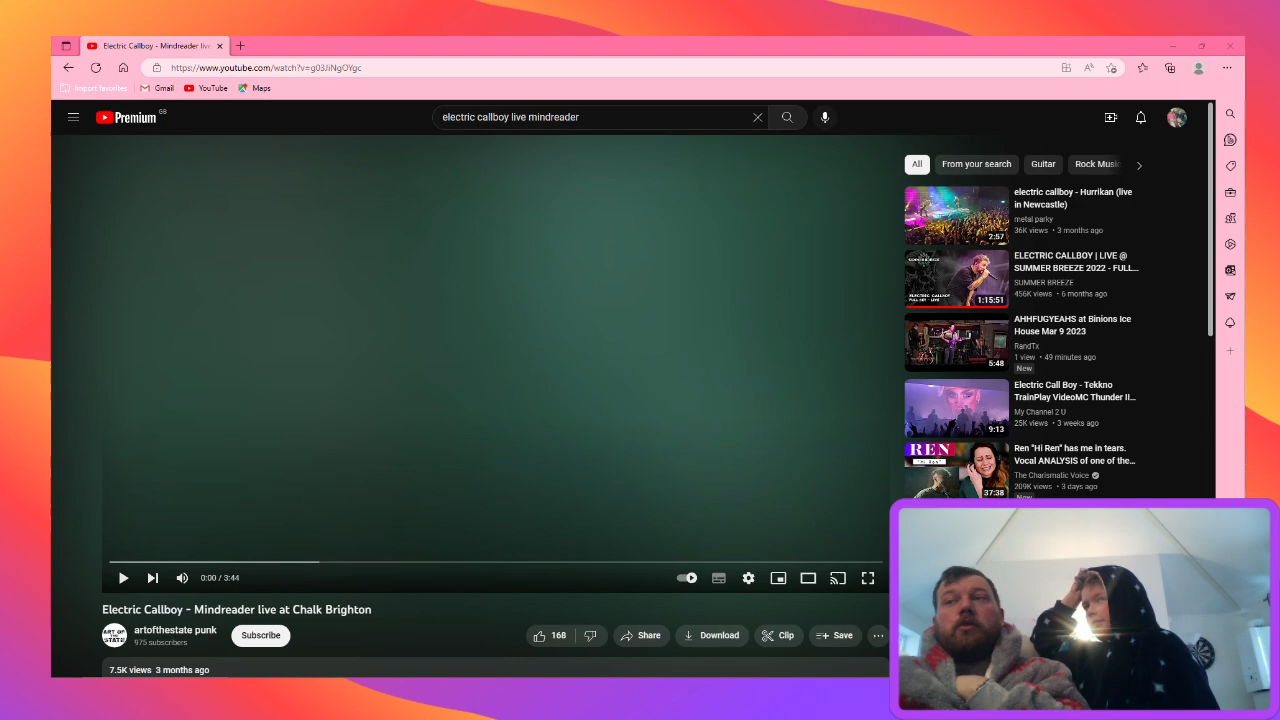 Electric Callboy - Mindreader live
https://www.youtube.com/watch?v=g03JiNgOYgc
Import favorites
Gmail
YouTube
Maps
Premium GB
electric callboy live mindreader
All
From your search
Guitar
Rock Music
electric callboy - Hurrikan (live
in Newcastle)
metal parky
36K views • 3 months ago
2:57
ELECTRIC CALLBOY | LIVE @
SUMMER BREEZE 2022 - FULL...
SUMMER BREEZE
456K views • 6 months ago
1:15:51
AHHFUGYEAHS at Binions Ice
House Mar 9 2023
RandTx
1 view • 49 minutes ago
New
5:48
Electric Call Boy - Tekkno
TrainPlay VideoMC Thunder II...
My Channel 2 U
25K views • 3 weeks ago
9:13
Ren "Hi Ren" has me in tears.
Vocal ANALYSIS of one of the...
The Charismatic Voice
209K views • 3 days ago
New
REN
37:38
0:00 / 3:44
Electric Callboy - Mindreader live at Chalk Brighton
ART OF
THE
STATE
artofthestate punk
975 subscribers
Subscribe
168
Share
Download
Clip
Save
7.5K views 3 months ago